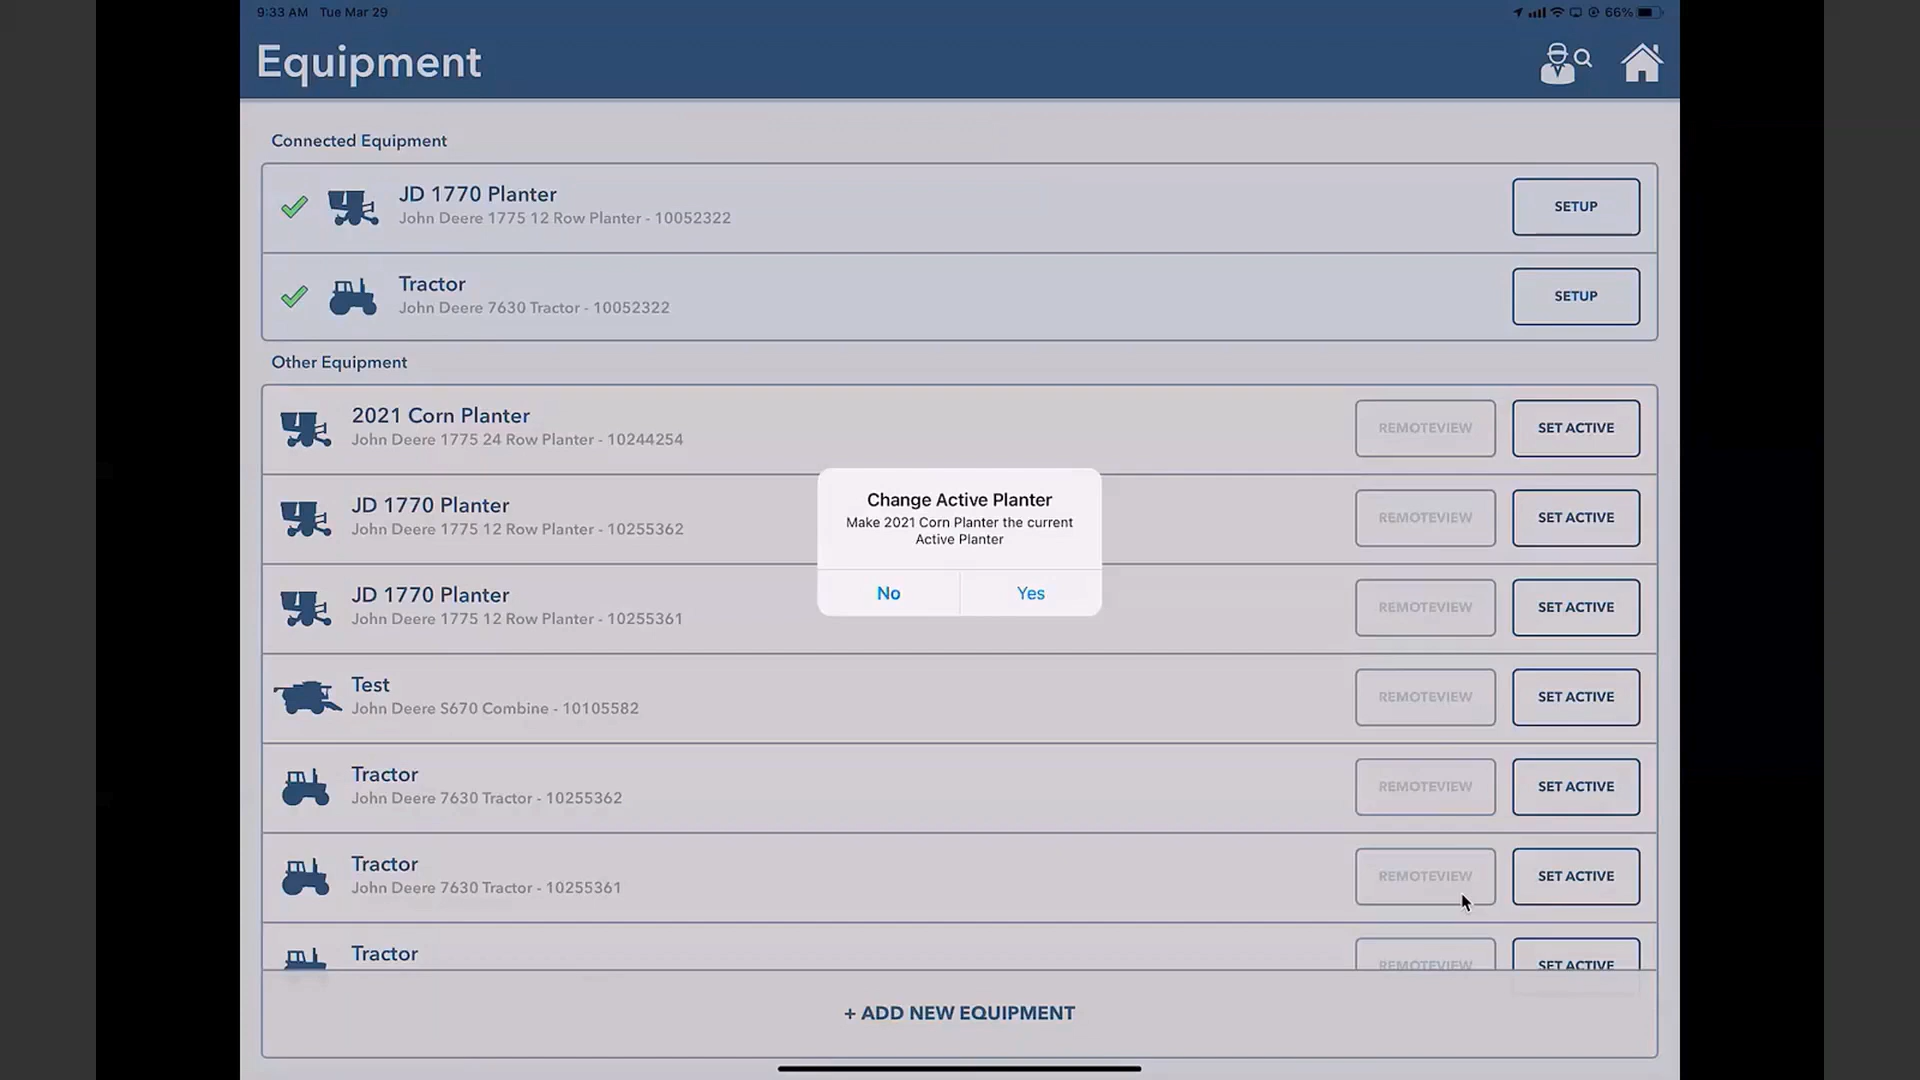 9:33 AM Tue Mar 29
66%
Equipment
Connected Equipment
JD 1770 Planter
John Deere 1775 12 Row Planter - 10052322
SETUP
Tractor
John Deere 7630 Tractor - 10052322
SETUP
Other Equipment
2021 Corn Planter
John Deere 1775 24 Row Planter - 10244254
REMOTEVIEW
SET ACTIVE
JD 1770 Planter
John Deere 1775 12 Row Planter - 10255362
REMOTEVIEW
SET ACTIVE
Change Active Planter
Make 2021 Corn Planter the current
Active Planter
No
Yes
JD 1770 Planter
John Deere 1775 12 Row Planter - 10255361
REMOTEVIEW
SET ACTIVE
Test
John Deere S670 Combine - 10105582
REMOTEVIEW
SET ACTIVE
Tractor
John Deere 7630 Tractor - 10255362
REMOTEVIEW
SET ACTIVE
Tractor
John Deere 7630 Tractor - 10255361
REMOTEVIEW
SET ACTIVE
Tractor
REMOTEVIEW
SET ACTIVE
+ ADD NEW EQUIPMENT